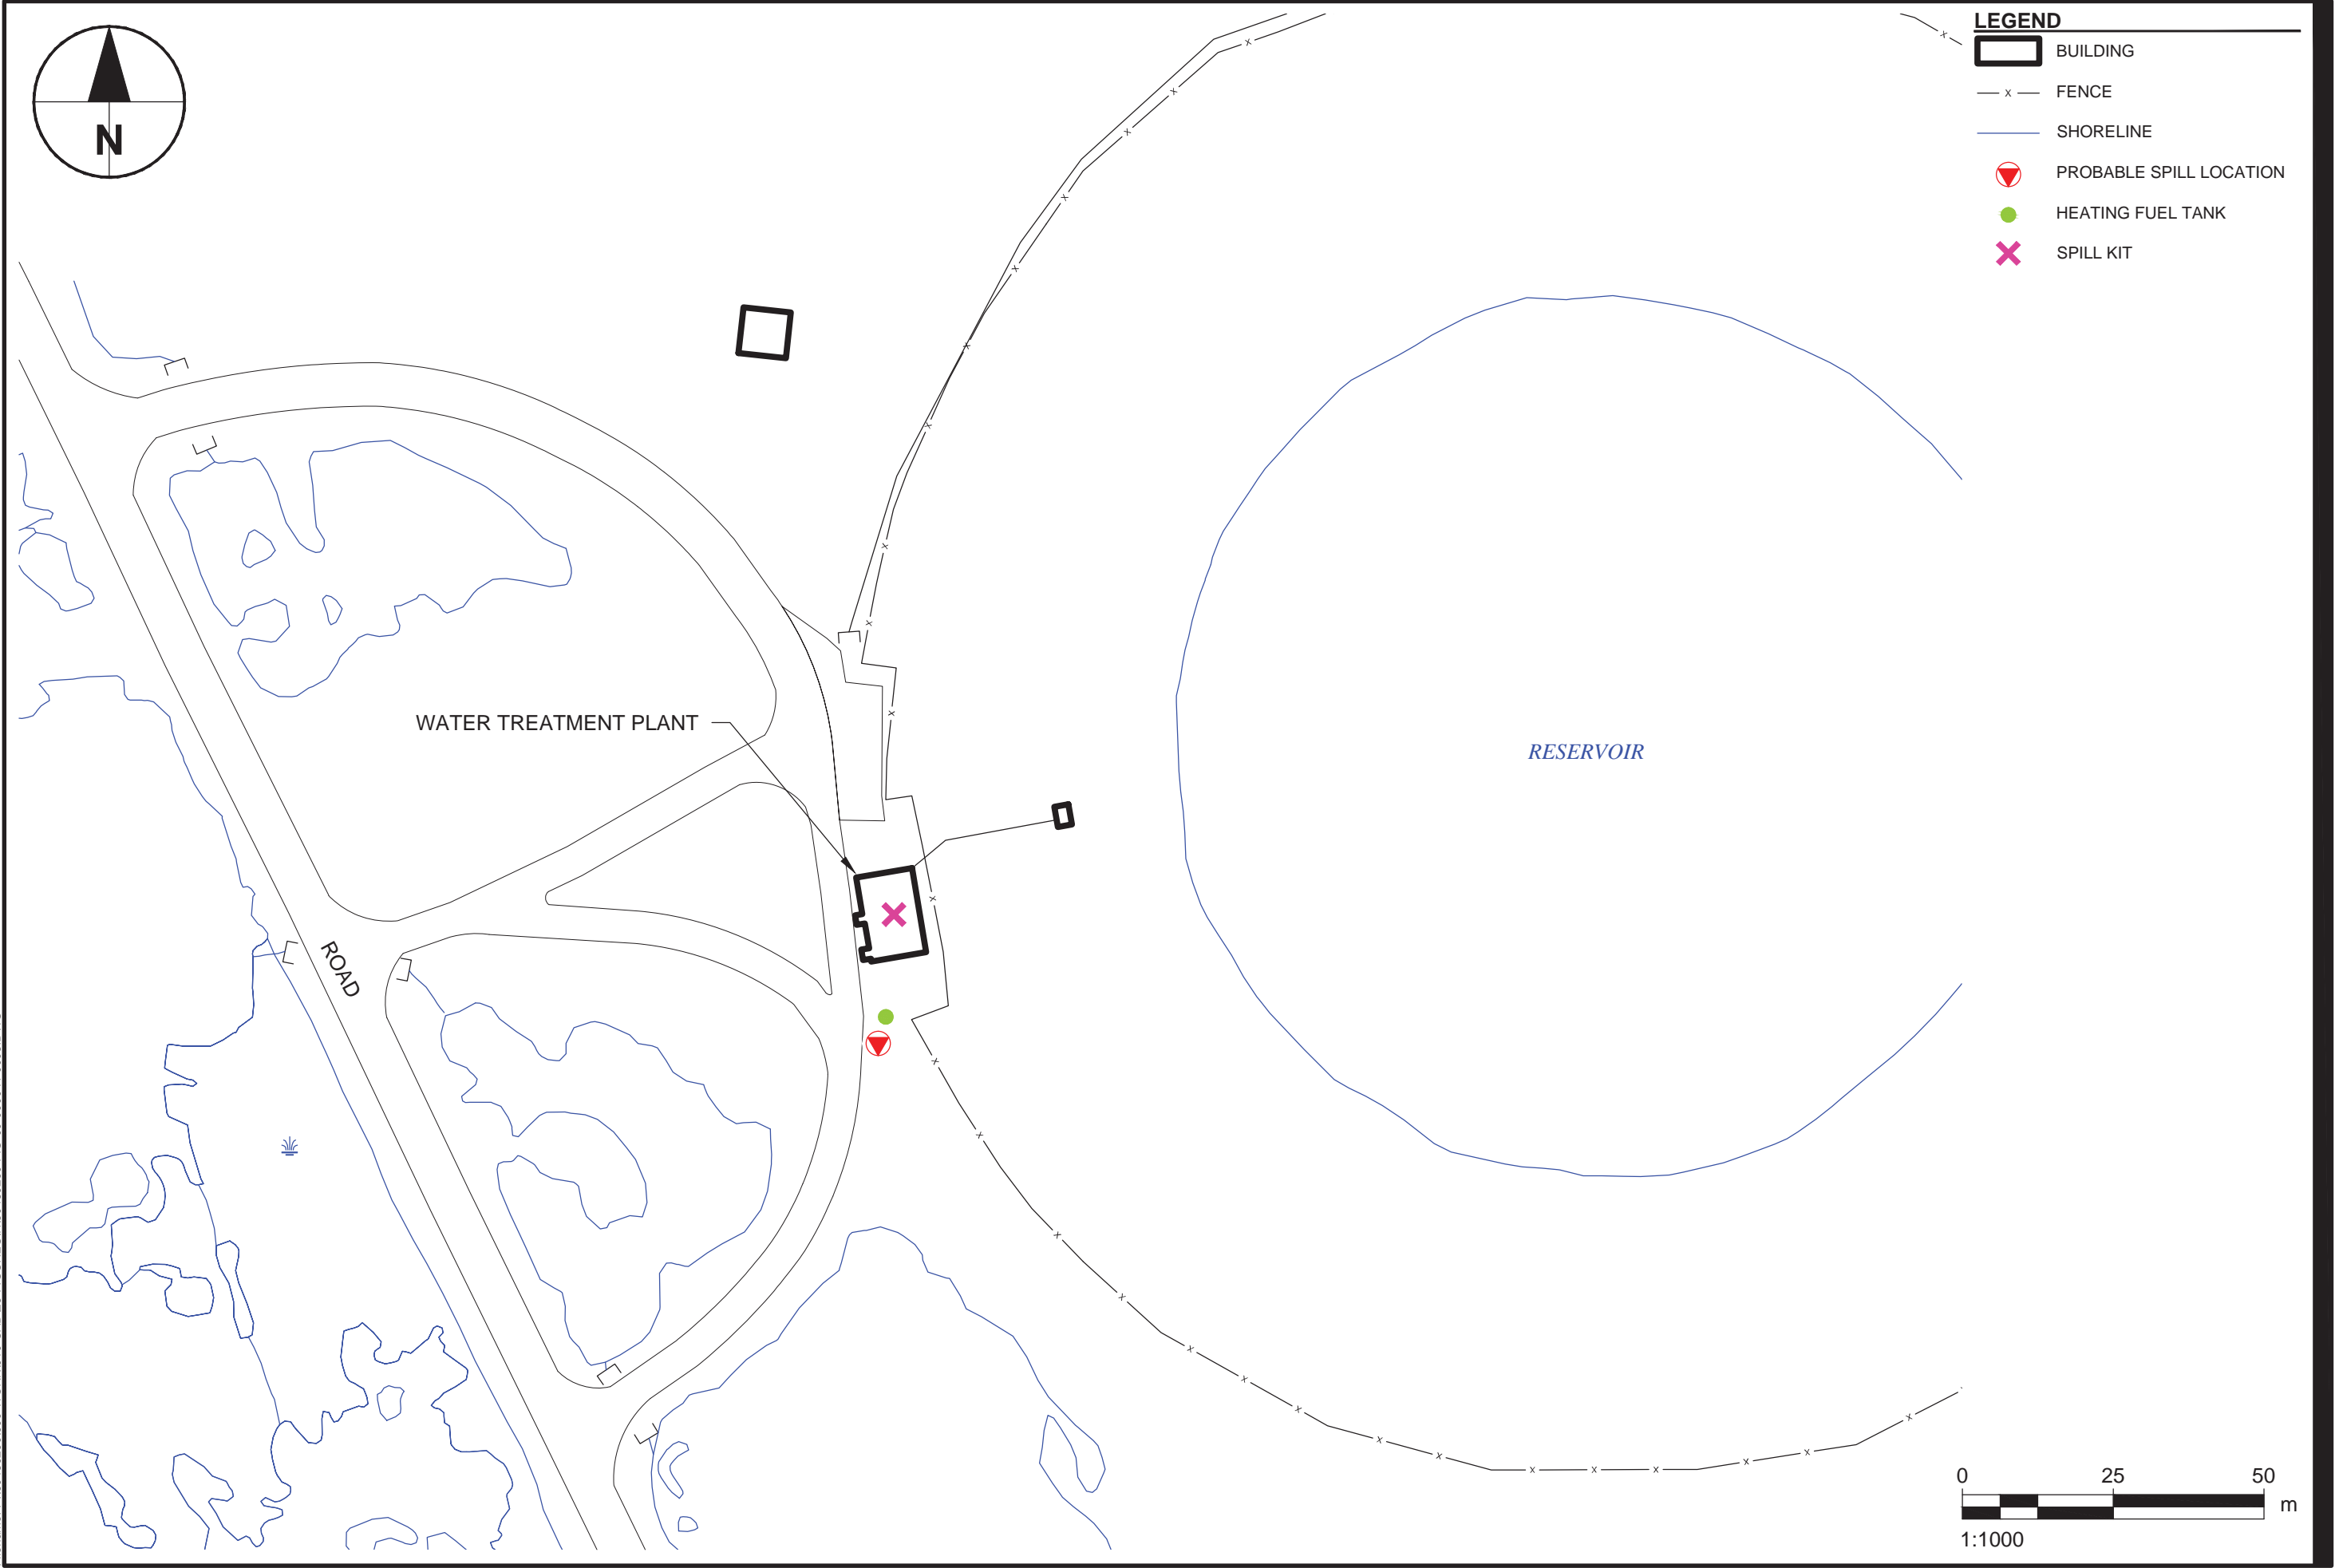 N
LEGEND
BUILDING
x FENCE
SHORELINE
PROBABLE SPILL LOCATION
HEATING FUEL TANK
SPILL KIT
WATER TREATMENT PLANT
RESERVOIR
ROAD
0 25 50
m
1:1000